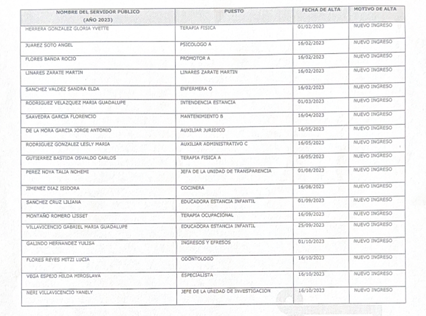 NOMBRE DEL SERVIDOR PÚBLICO (AÑO 2023) PUESTO FECHA DE ALTA MOTIVO DE ALTA
HERRERA GONZALEZ GLORIA YVETTE TERAPIA FISICA 01/02/2023 NUEVO INGRESO
JUAREZ SOTO ANGEL PSICOLOGO A 16/02/2023 NUEVO INGRESO
FLORES BANDA ROCIO PROMOTOR A 16/02/2023 NUEVO INGRESO
LINARES ZARATE MARTIN LINARES ZARATE MARTIN 16/02/2023 NUEVO INGRESO
SANCHEZ VALDEZ SANDRA ELDA ENFERMERA O 16/02/2023 NUEVO INGRESO
RODRIGUEZ VELAZQUEZ MARIA GUADALUPE INTENDENCIA ESTANCIA 01/03/2023 NUEVO INGRESO
SAAVEDRA GARCIA FLORENCIO MANTENIMIENTO B 16/04/2023 NUEVO INGRESO
DE LA MORA GARCIA JORGE ANTONIO AUXILIAR JURIDICO 16/05/2023 NUEVO INGRESO
RODRIGUEZ GONZALEZ LESLY MARIA AUXILIAR ADMINISTRATIVO C 16/05/2023 NUEVO INGRESO
GUTIERREZ BASTIDA OSVALDO CARLOS TERAPIA FISICA A 16/05/2023 NUEVO INGRESO
PEREZ NOYA TALIA NOHEMI JEFA DE LA UNIDAD DE TRANSPARENCIA 01/08/2023 NUEVO INGRESO
JIMENEZ DIAZ ISIDORA COCINERA 16/08/2023 NUEVO INGRESO
SANCHEZ CRUZ LILIANA EDUCADORA ESTANCIA INFANTIL 01/09/2023 NUEVO INGRESO
MONTAÑO ROMERO LISSET TERAPIA OCUPACIONAL 16/09/2023 NUEVO INGRESO
VILLAVICENCIO GABRIEL MARIA GUADALUPE EDUCADORA ESTANCIA INFANTIL 25/09/2023 NUEVO INGRESO
GALINDO HERNANDEZ YULISA INGRESOS Y EGRESOS 01/10/2023 NUEVO INGRESO
FLORES REYES MITZI LUCIA ODÓNTOLOGO 16/10/2023 NUEVO INGRESO
VEGA ESPEJO HILDA MIROSLAVA ESPECIALISTA 16/10/2023 NUEVO INGRESO
NERI VILLAVICENCIO YAMELY JEFE DE LA UNIDAD DE INVESTIGACION 16/10/2023 NUEVO INGRESO